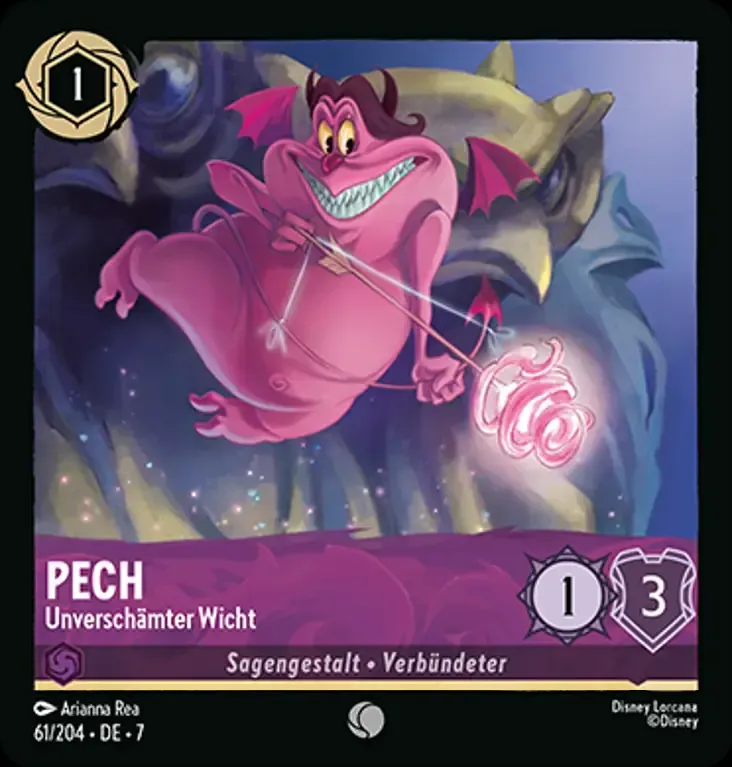 1
PECH
Unverschämter Wicht
1
3
Sagengestalt • Verbündeter
Arianna Rea
61/204 • DE • 7
Disney Lorcana
©Disney